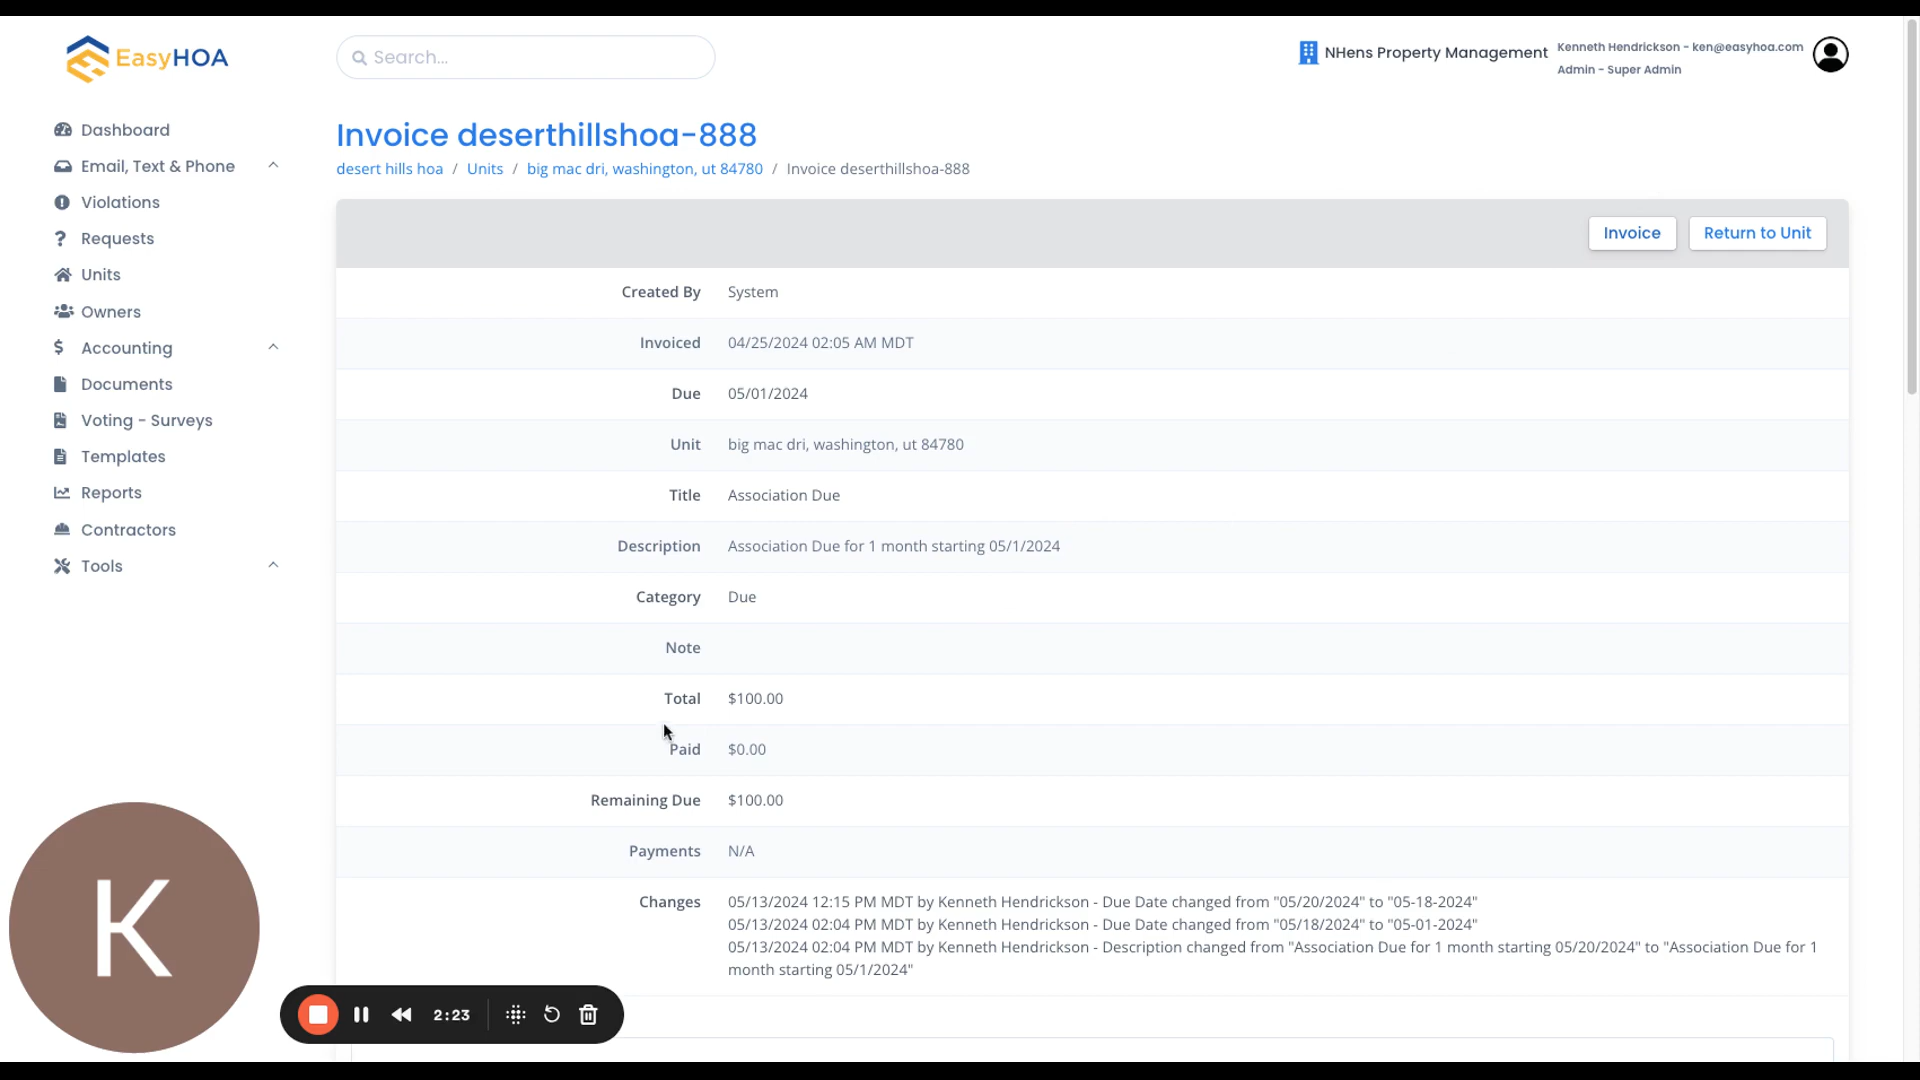 EasyHOA
Search...
NHens Property Management
Kenneth Hendrickson - ken@easyhoa.com
Admin - Super Admin
Dashboard
Email, Text & Phone
Violations
Requests
Units
Owners
Accounting
Documents
Voting - Surveys
Templates
Reports
Contractors
Tools
Invoice deserthillshoa-888
desert hills hoa / Units / big mac dri, washington, ut 84780 / Invoice deserthillshoa-888
Invoice Return to Unit
Created By System
Invoiced 04/25/2024 02:05 AM MDT
Due 05/01/2024
Unit big mac dri, washington, ut 84780
Title Association Due
Description Association Due for 1 month starting 05/1/2024
Category Due
Note
Total $100.00
Paid $0.00
Remaining Due $100.00
Payments N/A
Changes 05/13/2024 12:15 PM MDT by Kenneth Hendrickson - Due Date changed from "05/20/2024" to "05-18-2024"
05/13/2024 02:04 PM MDT by Kenneth Hendrickson - Due Date changed from "05/18/2024" to "05-01-2024"
05/13/2024 02:04 PM MDT by Kenneth Hendrickson - Description changed from "Association Due for 1 month starting 05/20/2024" to "Association Due for 1
month starting 05/1/2024"
K
2:23